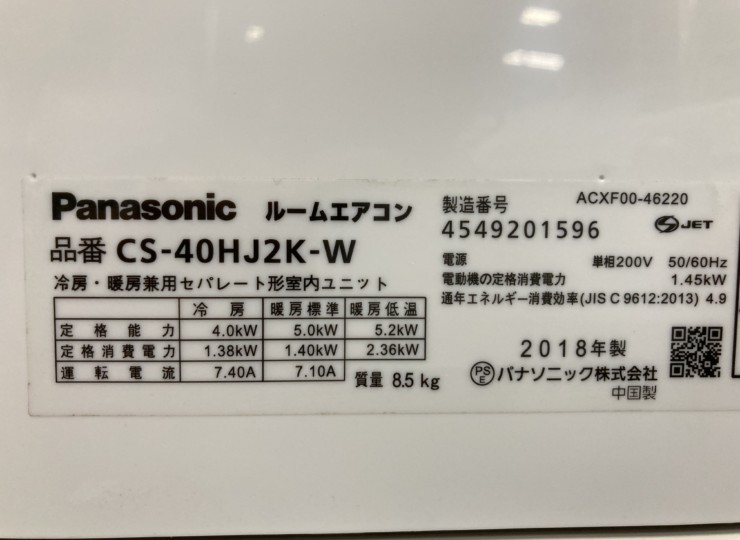 Panasonic ルームエアコン
品番 CS-40HJ2K-W
冷房・暖房兼用セパレート形室内ユニット
冷房 暖房標準 暖房低温
定格能力 4.0kW 5.0kW 5.2kW
定格消費電力 1.38kW 1.40kW 2.36kW
運転電流 7.40A 7.10A
質量 8.5 kg
ACXF00-46220
製造番号
4549201596
JET
電源 単相200V 50/60Hz
電動機の定格消費電力 1.45kW
通年エネルギー消費効率(JIS C 9612:2013) 4.9
2018年製
PSE パナソニック株式会社
中国製